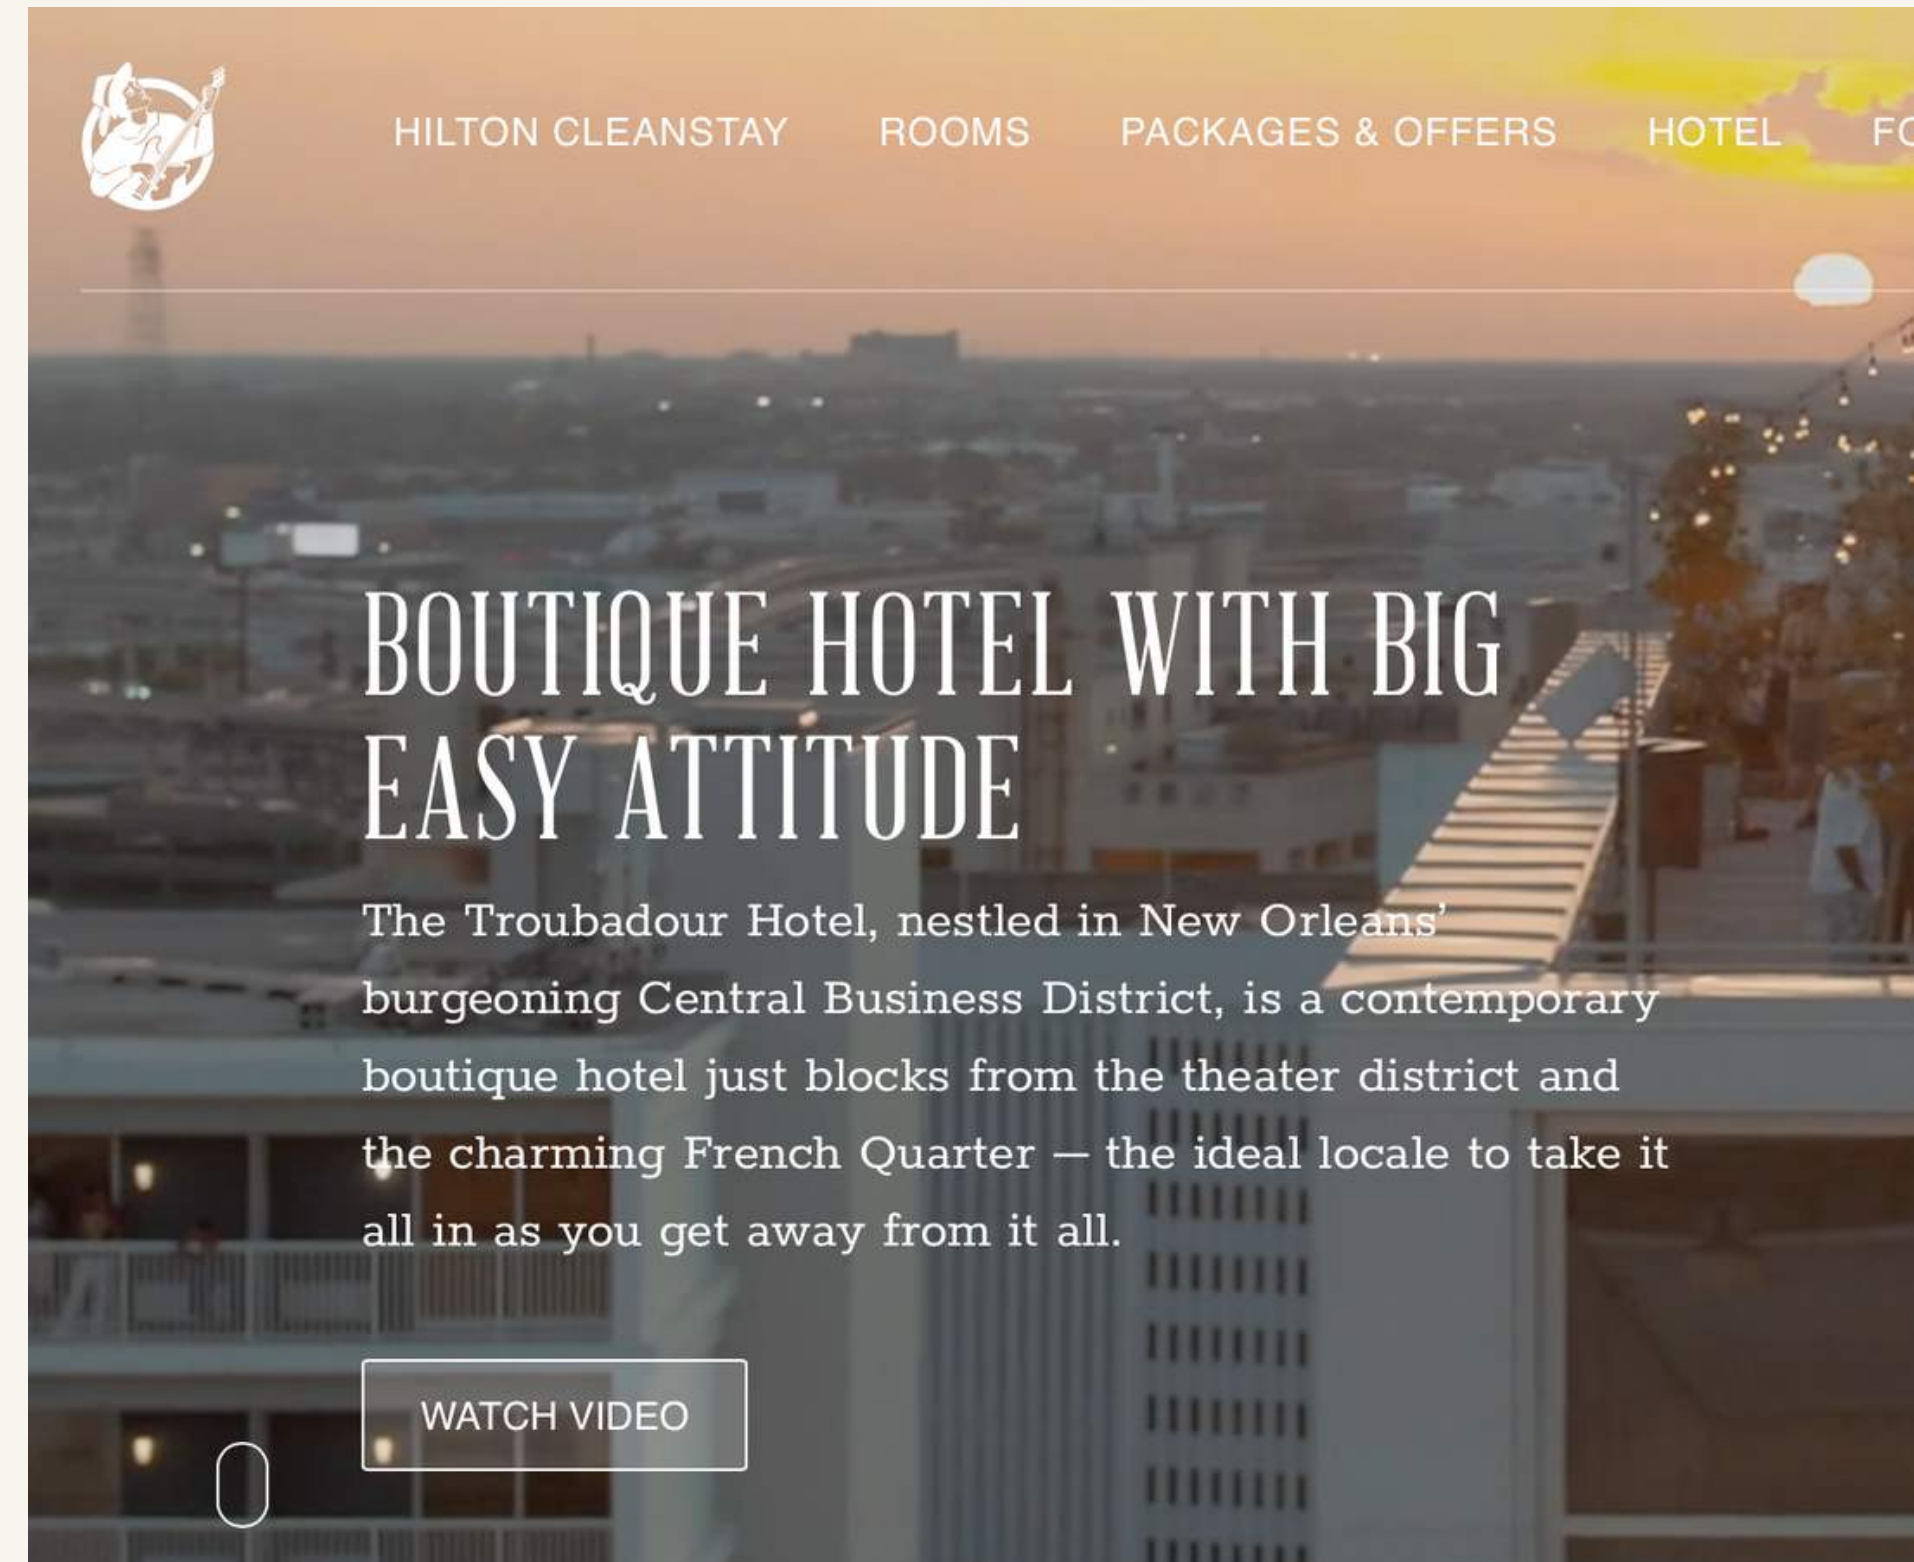 HILTON CLEANSTAY ROOMS PACKAGES & OFFERS HOTEL
BOUTIQUE HOTEL WITH BIG
EASY ATTITUDE
The Troubadour Hotel, nestled in New Orleans’
burgeoning Central Business District, is a contemporary
boutique hotel just blocks from the theater district and
the charming French Quarter — the ideal locale to take it
all in as you get away from it all.
WATCH VIDEO